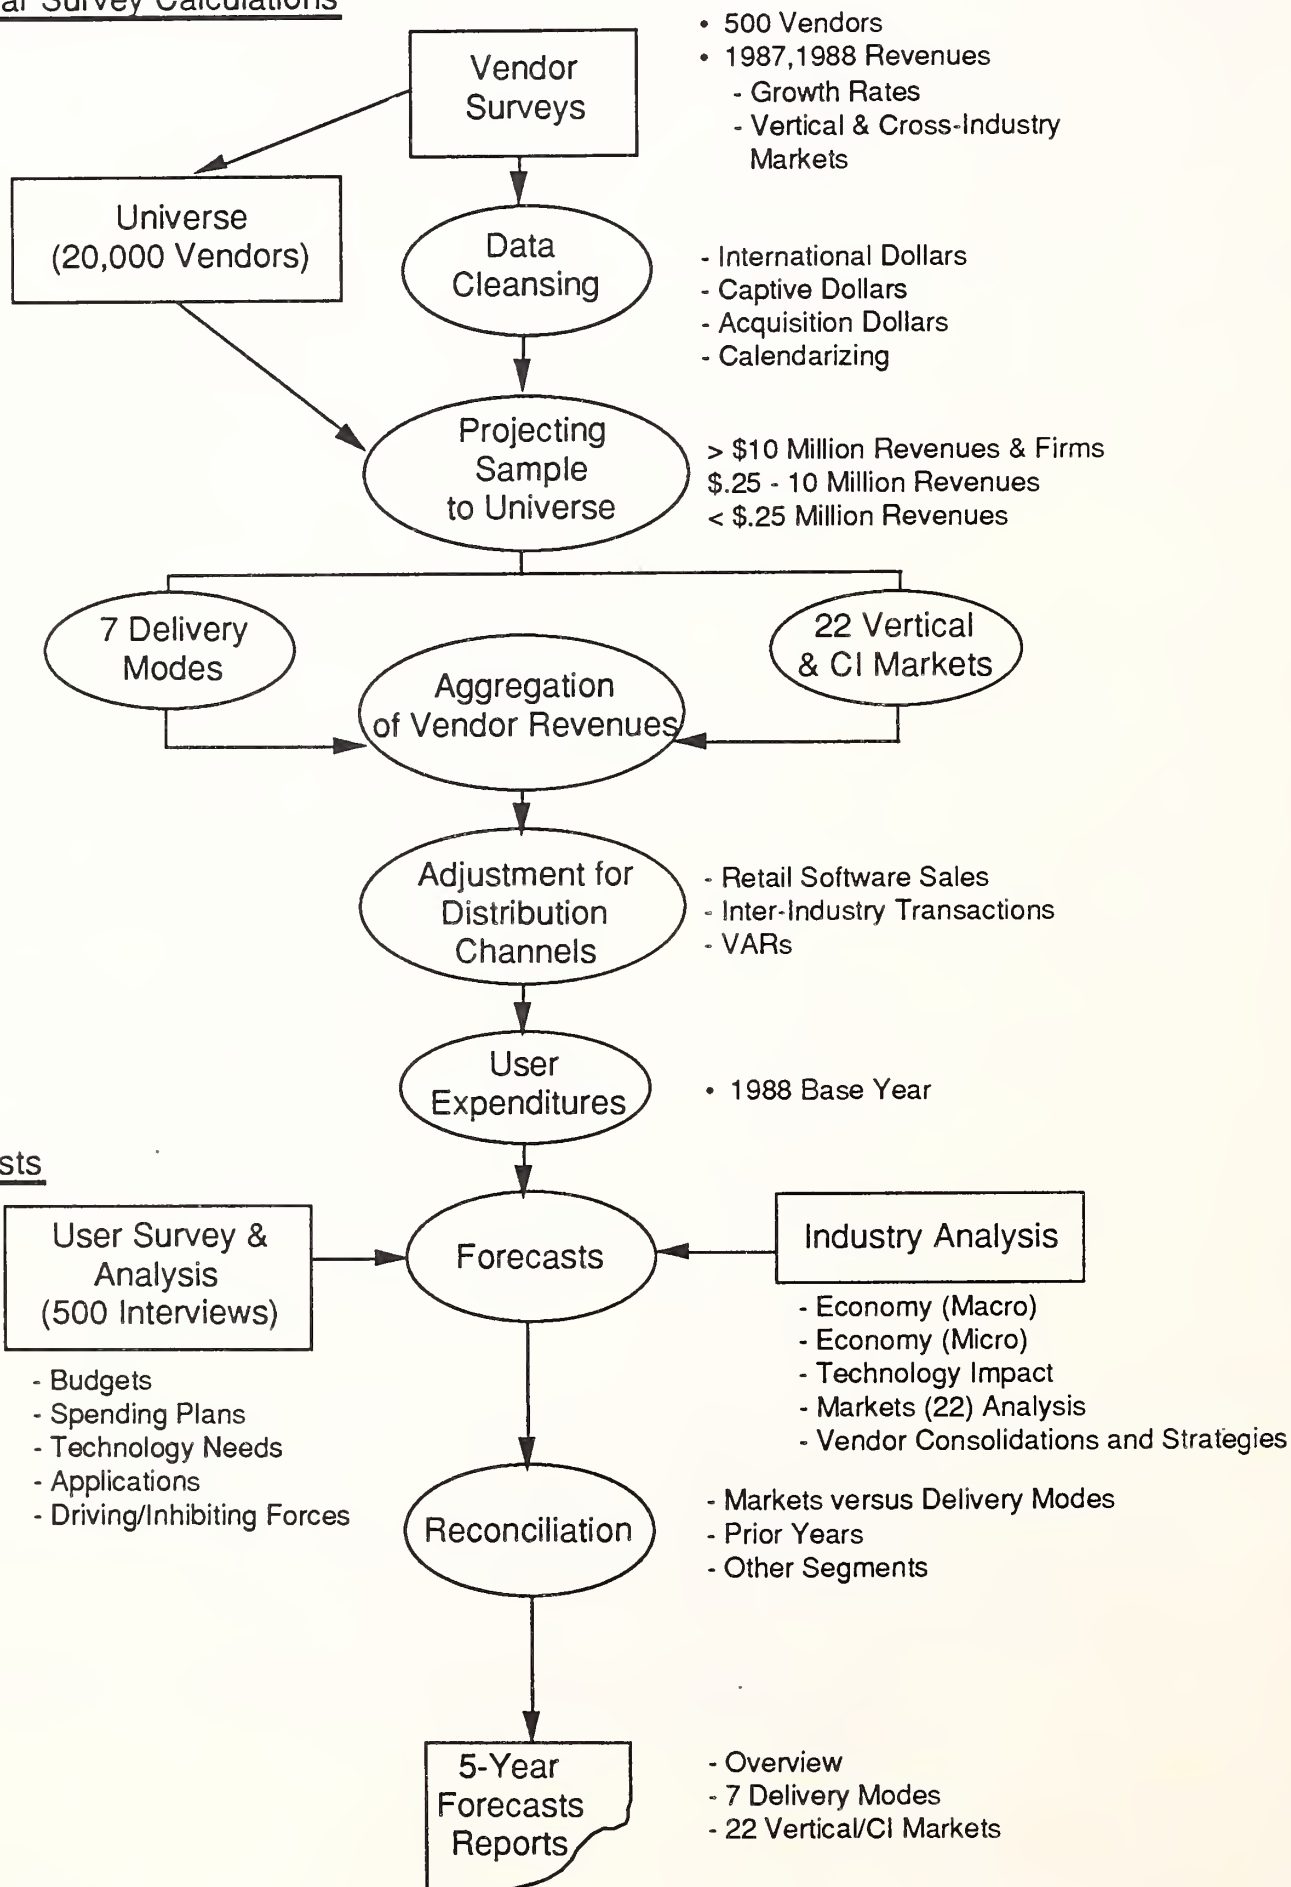 ar Survey Calculations
Vendor
Surveys
• 500 Vendors
• 1987,1988 Revenues
- Growth Rates
- Vertical & Cross-Industry
Markets
Universe
(20,000 Vendors)
Data
Cleansing
- International Dollars
- Captive Dollars
- Acquisition Dollars
- Calendarizing
Projecting
Sample
to Universe
> $10 Million Revenues & Firms
$.25 - 10 Million Revenues
< $.25 Million Revenues
7 Delivery
Modes
22 Vertical
& CI Markets
Aggregation
of Vendor Revenues
Adjustment for
Distribution
Channels
- Retail Software Sales
- Inter-Industry Transactions
- VARs
User
Expenditures
• 1988 Base Year
sts
User Survey &
Analysis
(500 Interviews)
- Budgets
- Spending Plans
- Technology Needs
- Applications
- Driving/Inhibiting Forces
Forecasts
Industry Analysis
- Economy (Macro)
- Economy (Micro)
- Technology Impact
- Markets (22) Analysis
- Vendor Consolidations and Strategies
Reconciliation
- Markets versus Delivery Modes
- Prior Years
- Other Segments
5-Year
Forecasts
Reports
- Overview
- 7 Delivery Modes
- 22 Vertical/CI Markets